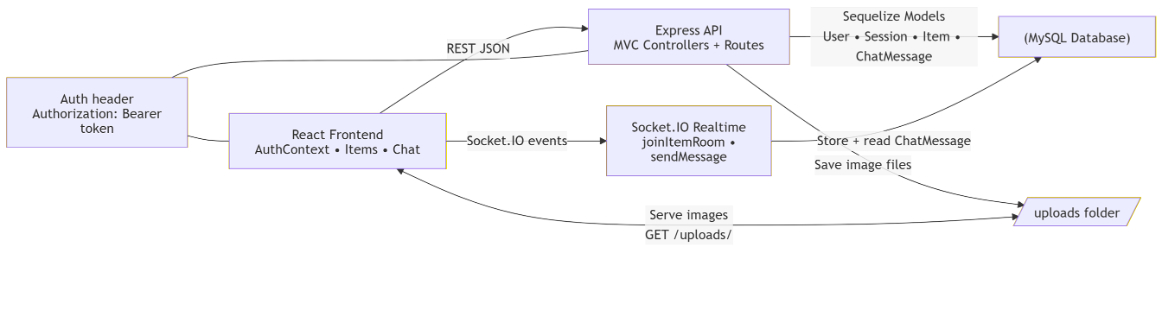 Auth header
Authorization: Bearer
token
REST JSON
React Frontend
AuthContext • Items • Chat
Express API
MVC Controllers + Routes
Sequelize Models
User • Session • Item •
ChatMessage
(MySQL Database)
Socket.IO events
Socket.IO Realtime
joinItemRoom •
sendMessage
Store + read ChatMessage
Save image files
Serve images
GET /uploads/
uploads folder